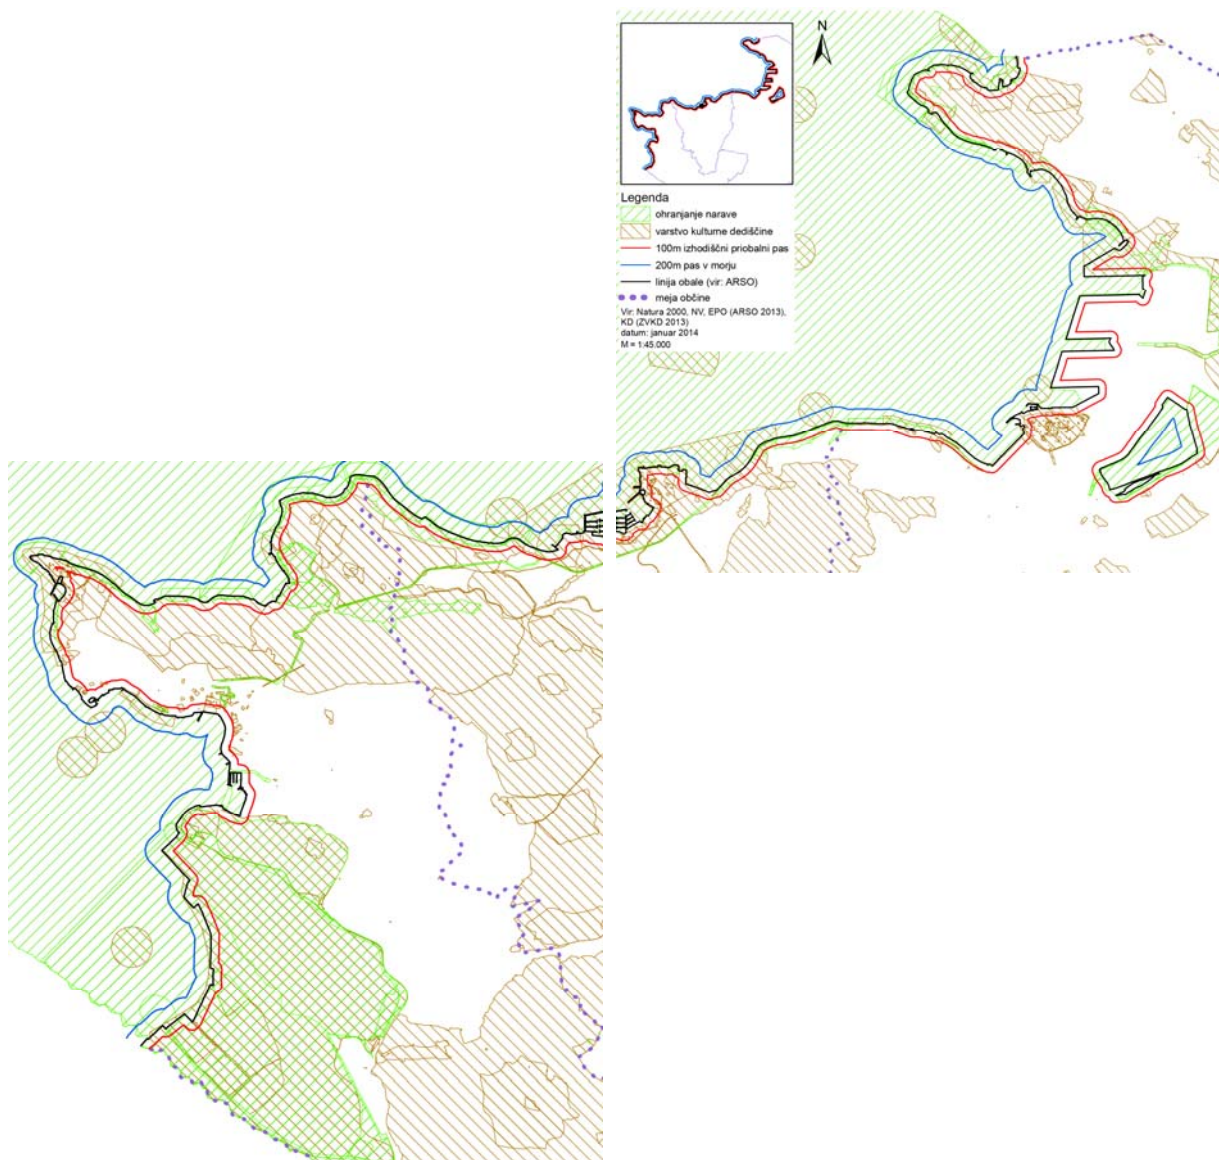 N
Legenda
ohranjanje narave
varstvo kulturne dediščine
100m izhodiščni priobalni pas
200m pas v morju
linija obale (vir: ARSO)
meja občine
Vir: Natura 2000, NV, EPO (ARSO 2013),
KD (ZVKD 2013)
datum: januar 2014
M = 1:45.000